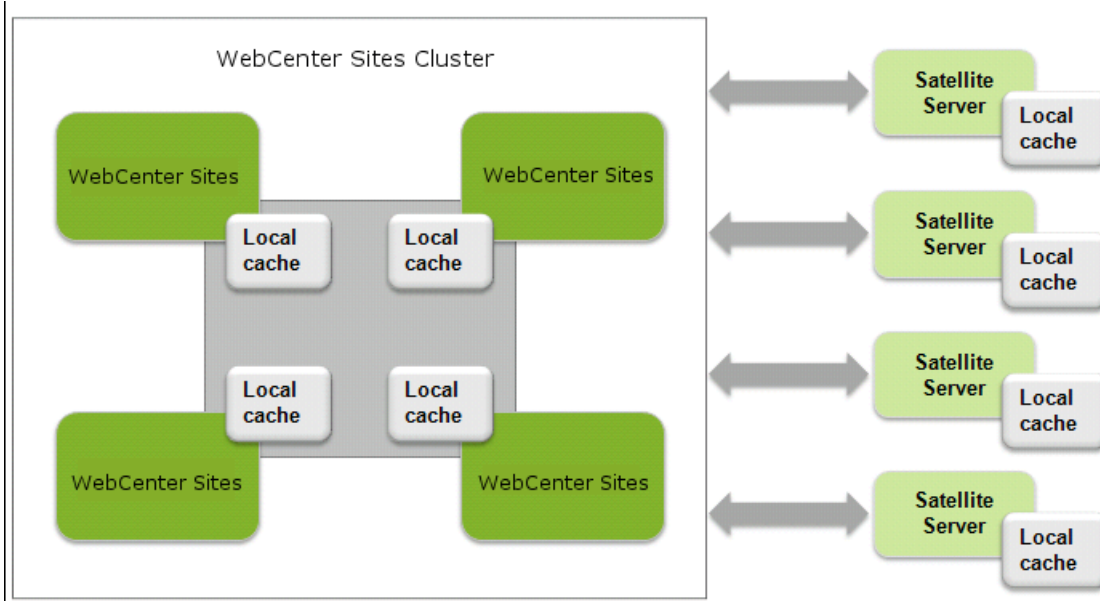 WebCenter Sites Cluster
WebCenter Sites
Local
cache
WebCenter Sites
Local
cache
WebCenter Sites
Local
cache
WebCenter Sites
Local
cache
Satellite
Server
Local
cache
Satellite
Server
Local
cache
Satellite
Server
Local
cache
Satellite
Server
Local
cache